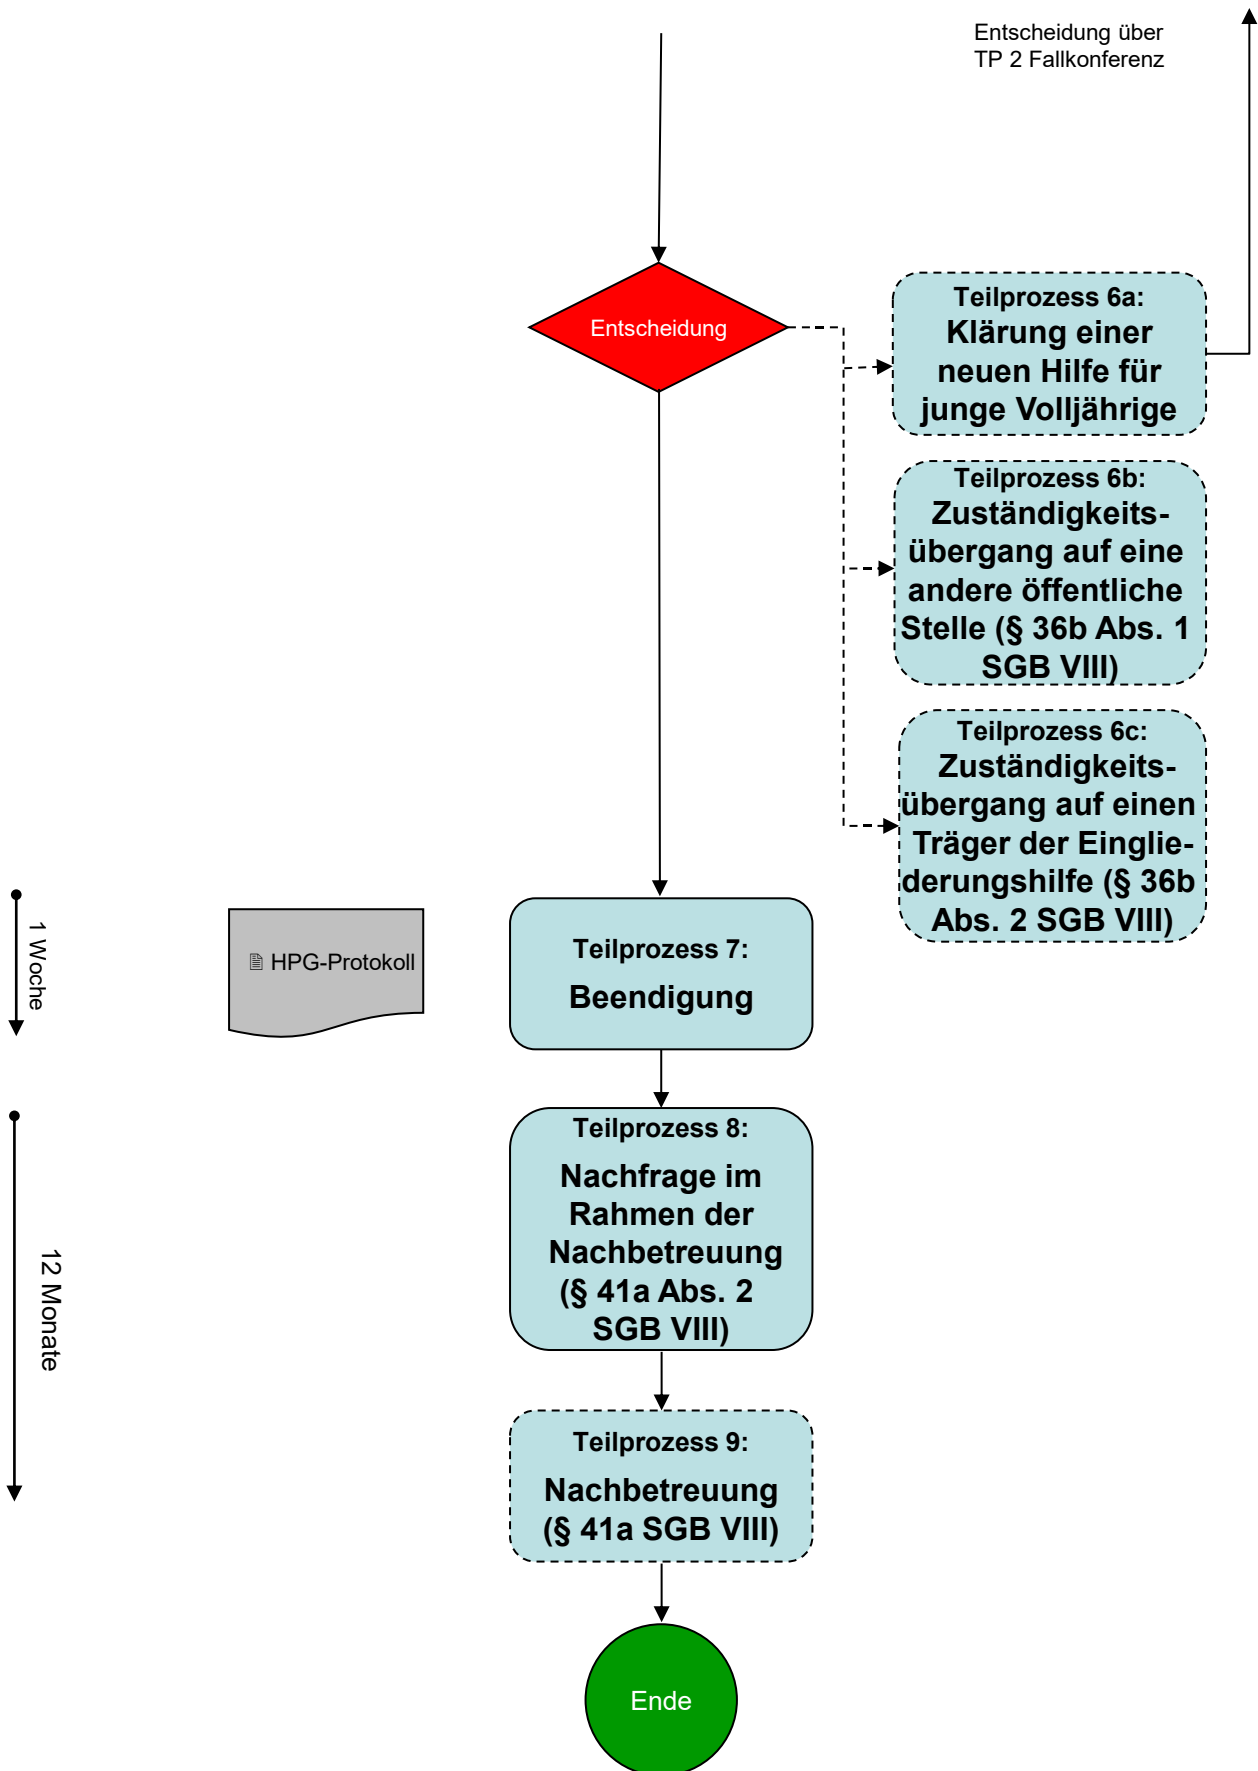 Entscheidung über
TP 2 Fallkonferenz
Entscheidung
Teilprozess 6a:
Klärung einer
neuen Hilfe für
junge Volljährige
Teilprozess 6b:
Zuständigkeits-
übergang auf eine
andere öffentliche
Stelle (§ 36b Abs. 1
SGB VIII)
Teilprozess 6c:
Zuständigkeits-
übergang auf einen
Träger der Einglie-
derungshilfe (§ 36b
Abs. 2 SGB VIII)
1 Woche
HPG-Protokoll
Teilprozess 7:
Beendigung
12 Monate
Teilprozess 8:
Nachfrage im
Rahmen der
Nachbetreuung
(§ 41a Abs. 2
SGB VIII)
Teilprozess 9:
Nachbetreuung
(§ 41a SGB VIII)
Ende